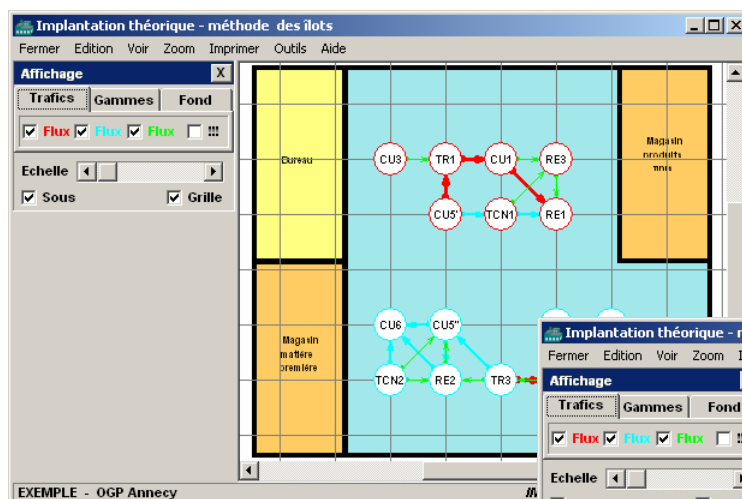 Implantation théorique - méthode des îlots
Fermer Edition Voir Zoom Imprimer Outils Aide
Affichage X
Trafics Gammes Fond
Flux Flux Flux !!!
Echelle
Sous Grille
Bureau
Magasin
produits
finis
CU3 TR1 CU1 RE3
CU5' TCN1 RE1
Magasin
matière
première
CU6 CU5"
TCN2 RE2 TR3
EXEMPLE - OGP Annecy
Implantation théorique - m
Fermer Edition Voir Zoom
Affichage
Trafics Gammes Fond
Flux Flux Flux
Echelle